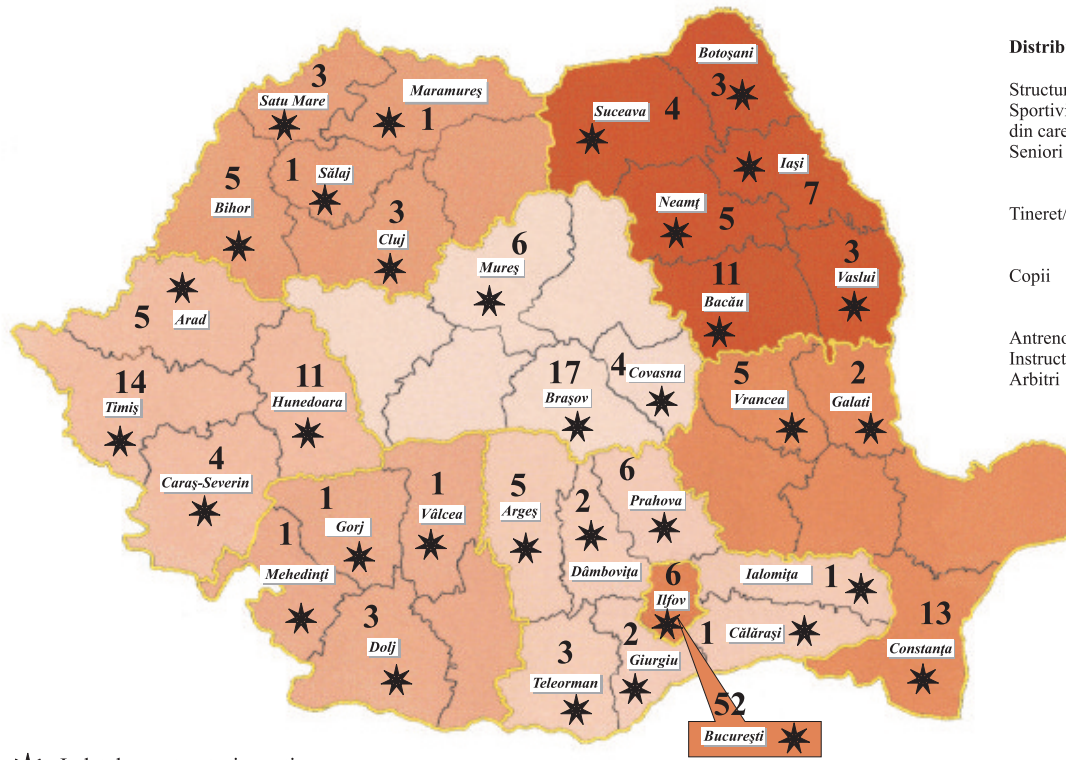 Botoşani
3
Suceava
4
Iaşi
7
Neamţ
5
Bacău
11
Vaslui
3
Satu Mare
3
Maramureş
1
Sălaj
1
Bihor
5
Cluj
3
Mureş
6
Arad
5
Timiş
14
Hunedoara
11
Caraş-Severin
4
Braşov
17
Covasna
4
Vrancea
5
Galati
2
Gorj
1
Vâlcea
1
Mehedinţi
1
Dolj
3
Argeş
5
Dâmboviţa
2
Prahova
6
Ilfov
6
Ialomiţa
1
Călăraşi
1
Giurgiu
2
Teleorman
3
Constanţa
13
52
Bucureşti
Distrib
Structur
Sportivi
din care
Seniori
Tineret/
Copii
Antreno
Instruct
Arbitri